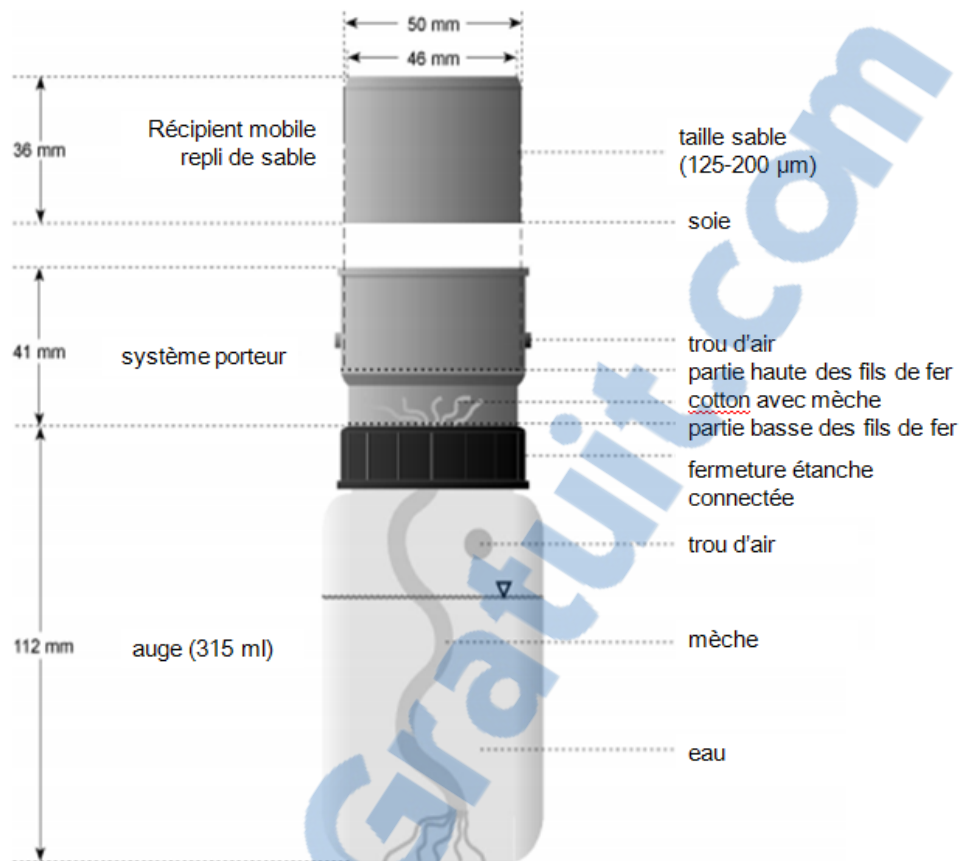 50 mm
46 mm
36 mm
Récipient mobile
repli de sable
taille sable
(125-200 µm)
soie
41 mm
système porteur
trou d'air
partie haute des fils de fer
cotton avec mèche
partie basse des fils de fer
fermeture étanche
connectée
trou d'air
112 mm
auge (315 ml)
mèche
eau
Gratuit.com